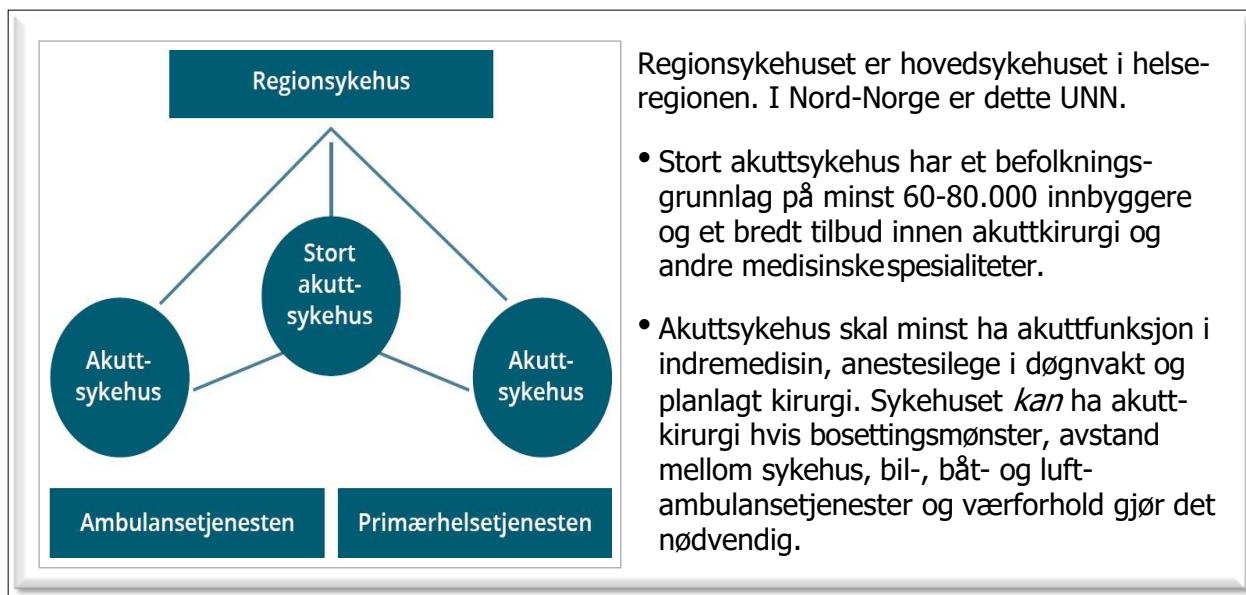 Regionsykehus
Stort
akutt-
sykehus
Akutt-
sykehus
Akutt-
sykehus
Ambulansetjenesten
Primærhelsetjenesten
Regionsykehuset er hovedsykehuset i helse-
regionen. I Nord-Norge er dette UNN.
• Stort akuttsykehus har et befolknings-
grunnlag på minst 60-80.000 innbyggere
og et bredt tilbud innen akuttkirurgi og
andre medisinske spesialiteter.
• Akuttsykehus skal minst ha akuttfunksjon i
indremedisin, anestesilege i døgnvakt og
planlagt kirurgi. Sykehuset kan ha akutt-
kirurgi hvis bosettingsmønster, avstand
mellom sykehus, bil-, båt- og luft-
ambulansetjenester og værforhold gjør det
nødvendig.